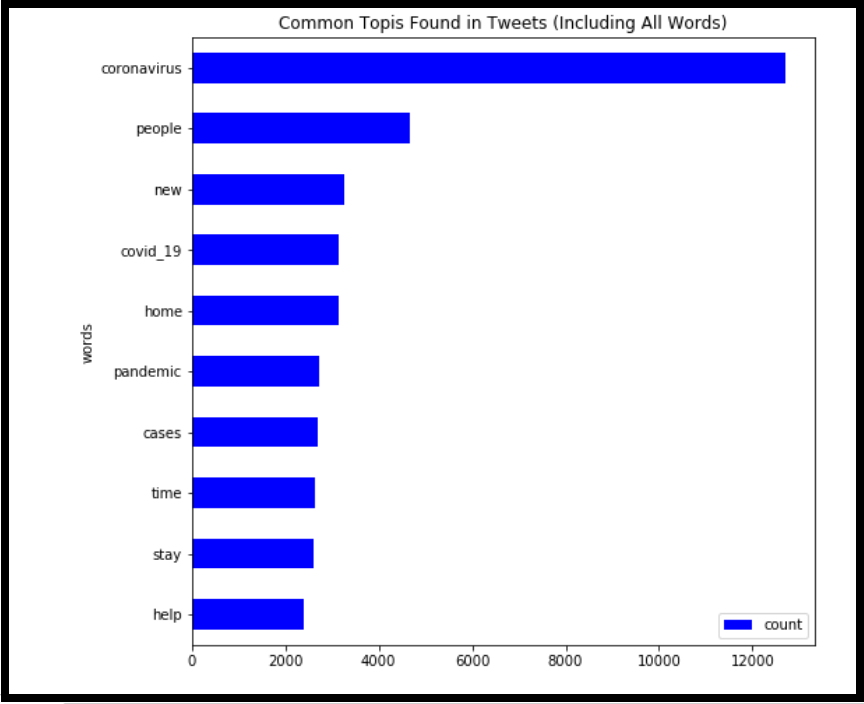 Common Topis Found in Tweets (Including All Words)
coronavirus
people
new
covid_19
home
words
pandemic
cases
time
stay
help
count
0 2000 4000 6000 8000 10000 12000